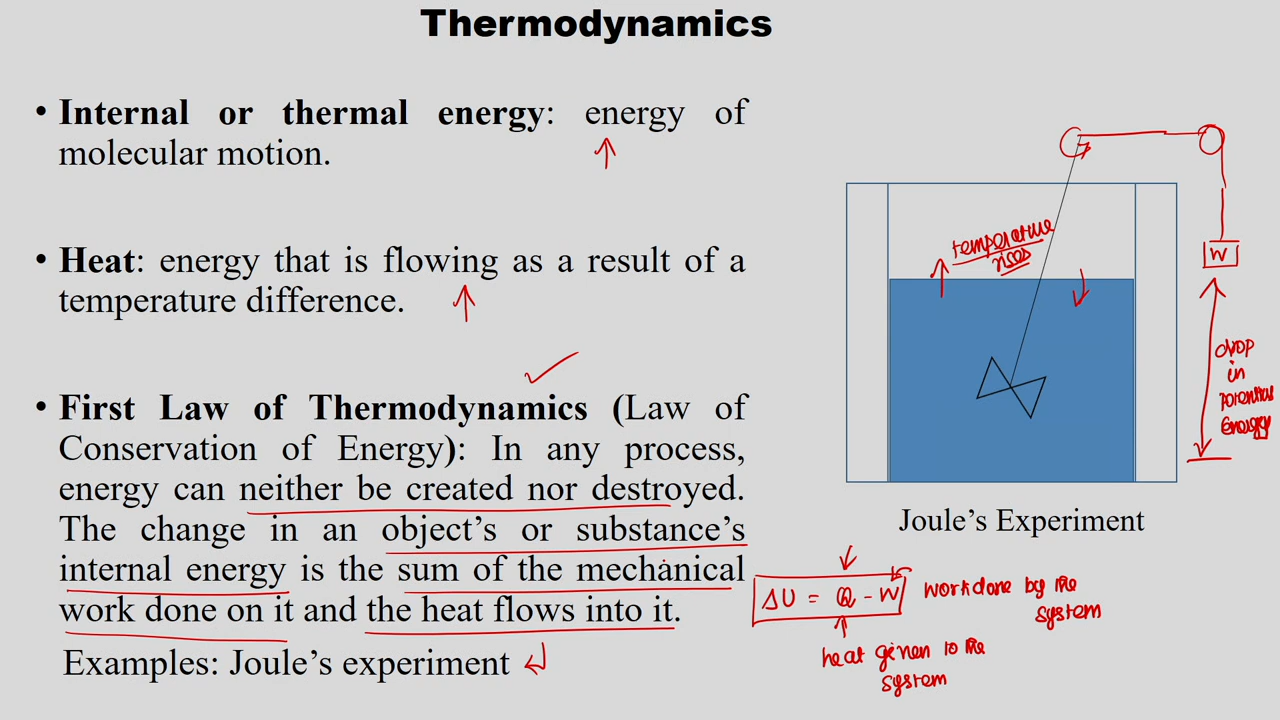 Thermodynamics
• Internal or thermal energy: energy of
molecular motion.
• Heat: energy that is flowing as a result of a
temperature difference.
• First Law of Thermodynamics (Law of
Conservation of Energy): In any process,
energy can neither be created nor destroyed.
The change in an object's or substance's
internal energy is the sum of the mechanical
work done on it and the heat flows into it.
Examples: Joule's experiment
temperature
rises
W
drop
in
potential
Energy
Joule's Experiment
ΔU = Q - W
work done by the
system
heat given to the
system